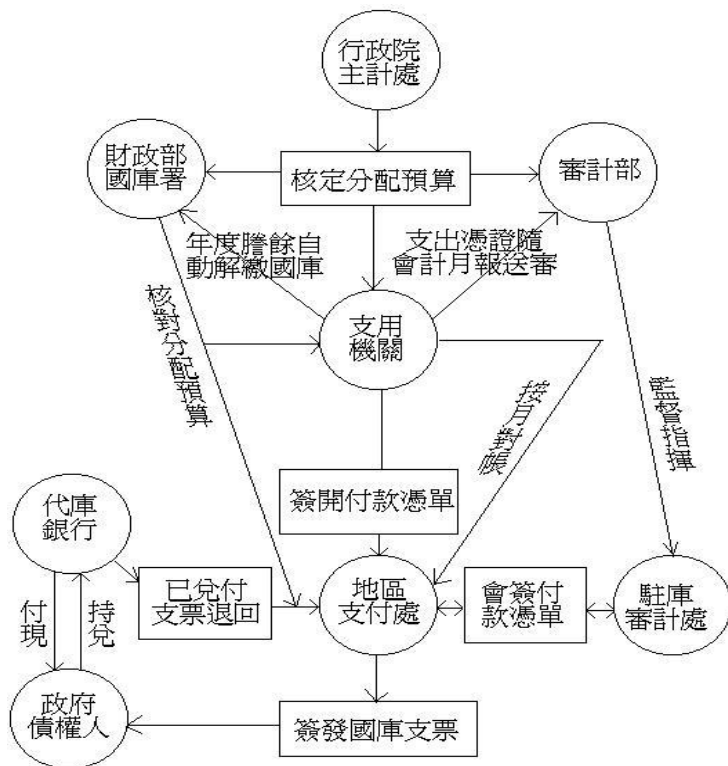 行政院
主計處
財政部
國庫署
核定分配預算
審計部
年度謄餘自
動解繳國庫
支出憑證隨
會計月報送審
核對分配預算
支用
機關
按月對帳
監督指揮
簽開付款憑單
代庫
銀行
已兌付
支票退回
地區
支付處
會簽付
款憑單
駐庫
審計處
付現
持兌
政府
債權人
簽發國庫支票